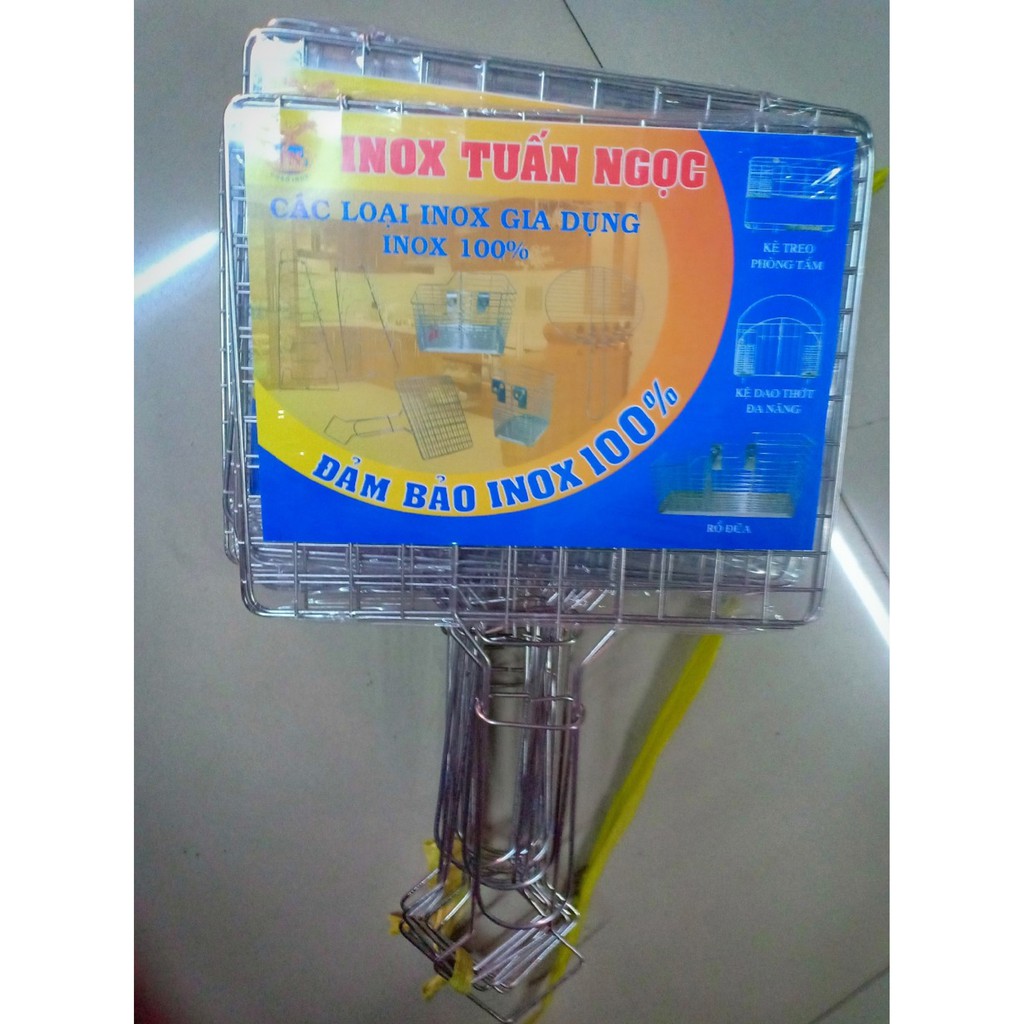 INOX TUẤN NGỌC
CÁC LOẠI INOX GIA DỤNG
INOX 100%
ĐẢM BẢO INOX 100%
KỆ TREO
PHÒNG TẮM
KỆ DAO THỚT
ĐA NĂNG
RỔ ĐŨA